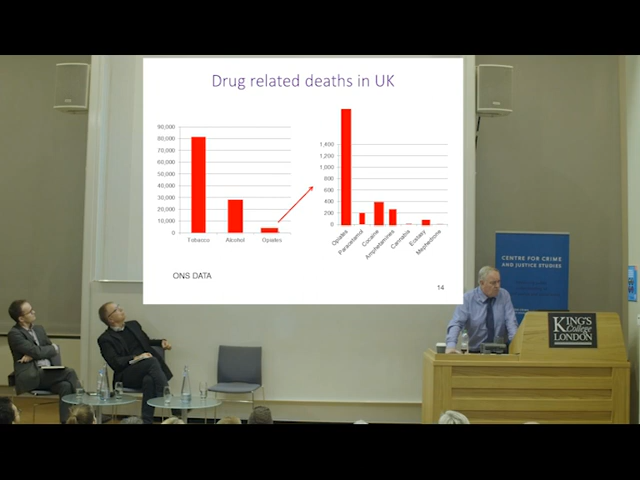 Drug related deaths in UK
90,000
80,000
70,000
60,000
50,000
40,000
30,000
20,000
10,000
0
Tobacco
Alcohol
Opiates
1,400
1,200
1,000
800
600
400
200
0
Opiates
Paracetamol
Cocaine
Amphetamines
Cannabis
Ecstasy
Mephedrone
ONS DATA
14
CENTRE FOR CRIME
AND JUSTICE STUDIES
KING'S
College
LONDON